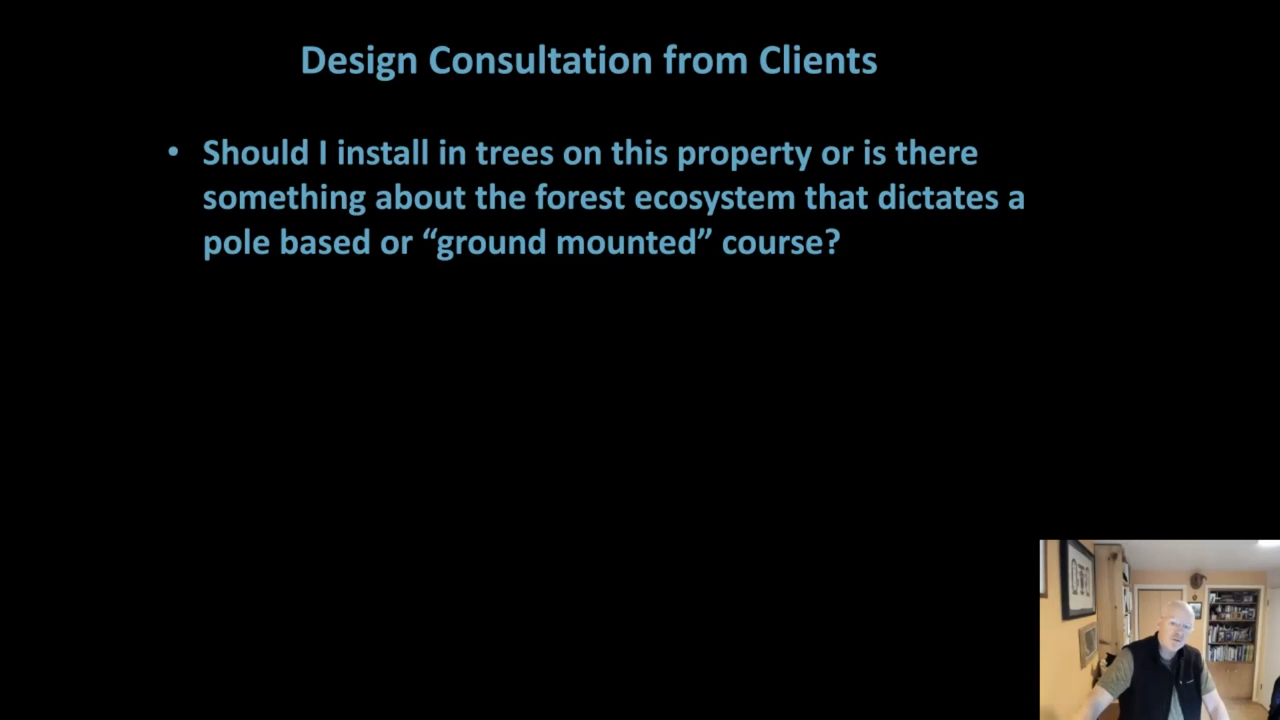 Design Consultation from Clients
• Should I install in trees on this property or is there
something about the forest ecosystem that dictates a
pole based or “ground mounted” course?